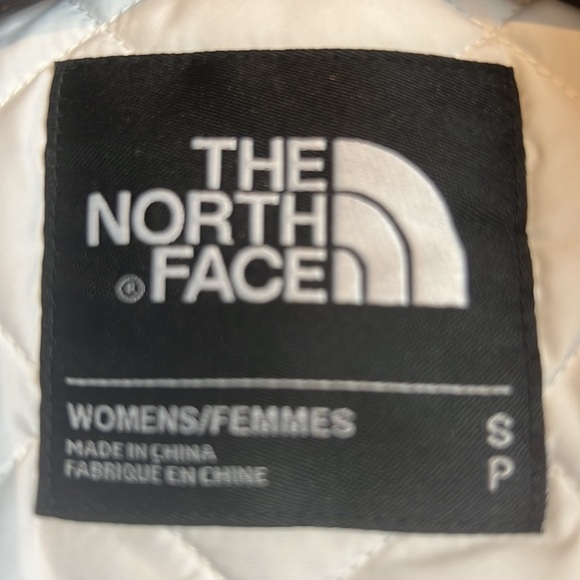 THE
NORTH
® FACE
WOMENS/FEMMES S
MADE IN CHINA
FABRIQUÉ EN CHINE P